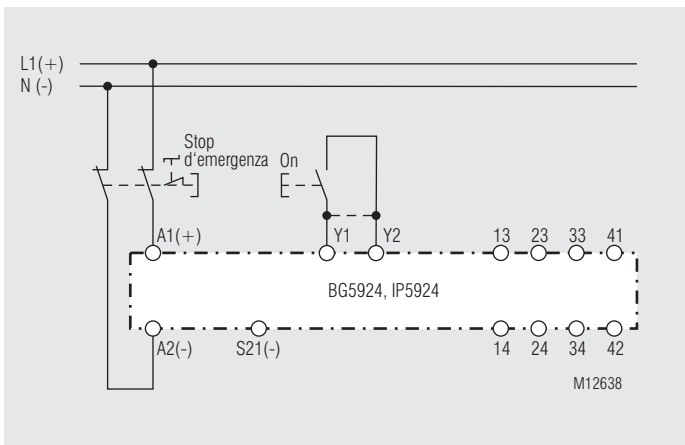 L1(+)
N (-)
Stop
d'emergenza
On
A1(+)
Y1
Y2
13
23
33
41
BG5924, IP5924
A2(-)
S21(-)
14
24
34
42
M12638